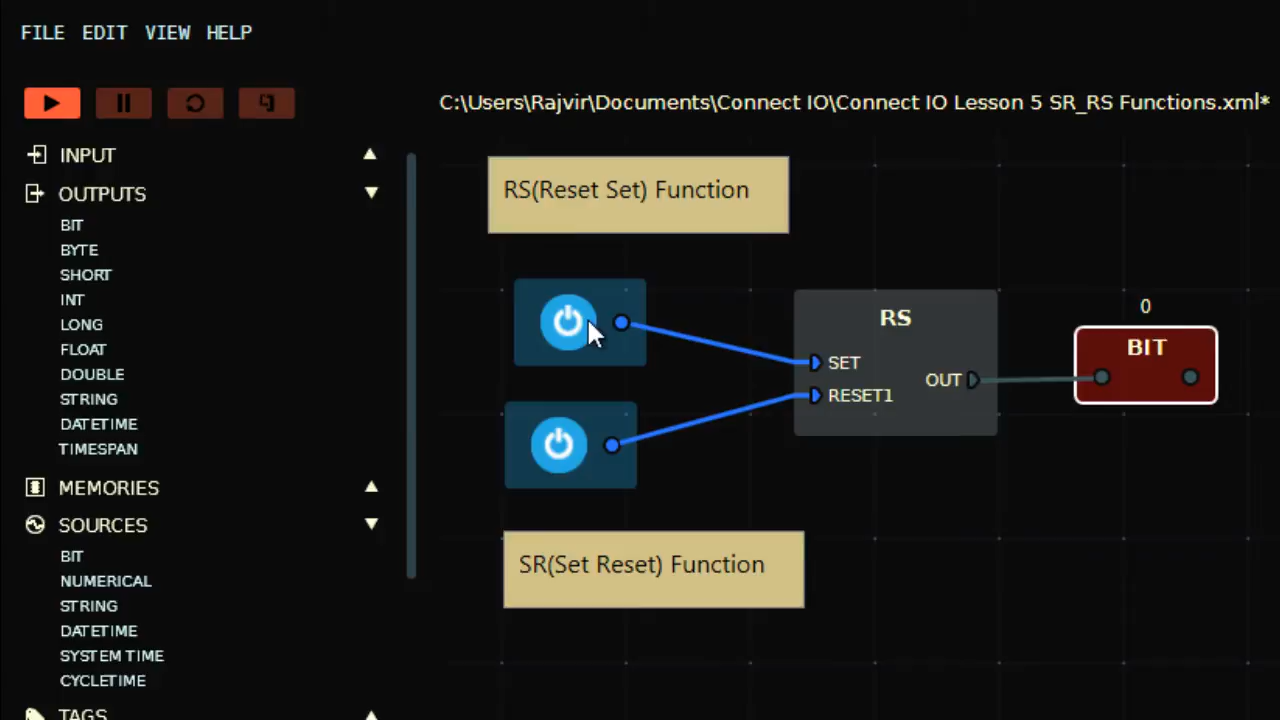 FILE EDIT VIEW HELP
C:\Users\Rajvir\Documents\Connect IO\Connect IO Lesson 5 SR_RS Functions.xml*
INPUT
OUTPUTS
BIT
BYTE
SHORT
INT
LONG
FLOAT
DOUBLE
STRING
DATETIME
TIMESPAN
MEMORIES
SOURCES
BIT
NUMERICAL
STRING
DATETIME
SYSTEM TIME
CYCLETIME
TAGS
RS(Reset Set) Function
RS
SET
RESET1
OUT
0
BIT
SR(Set Reset) Function